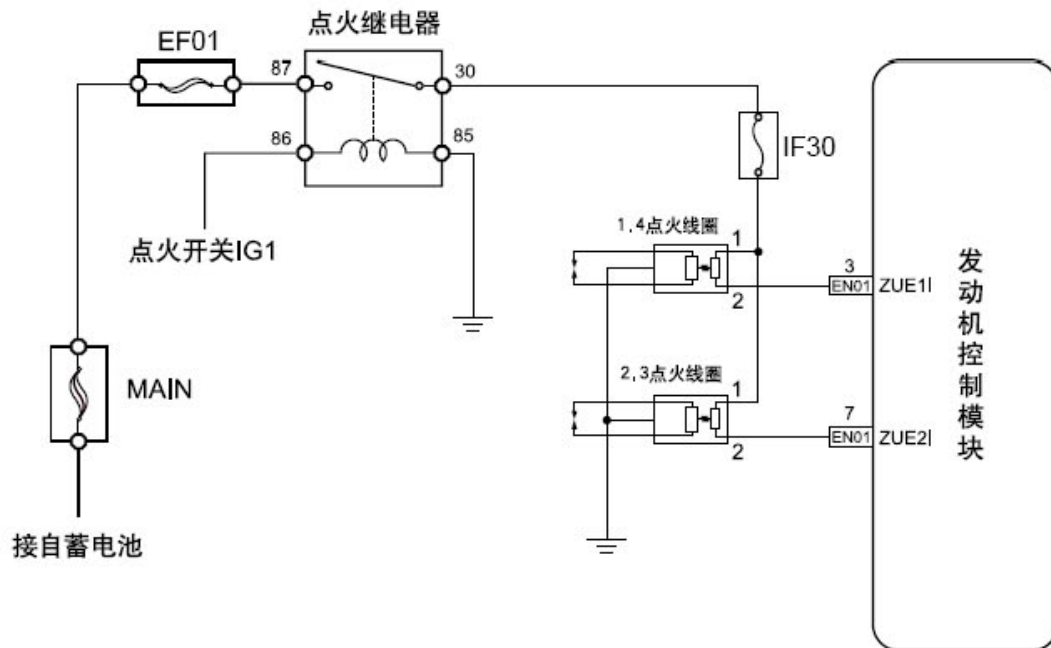 点火继电器
EF01
87
30
86
85
IF30
点火开关IG1
1,4点火线圈
1
2
3
EN01
ZUE1I
发动机控制模块
MAIN
2,3点火线圈
1
2
7
EN01
ZUE2I
接自蓄电池